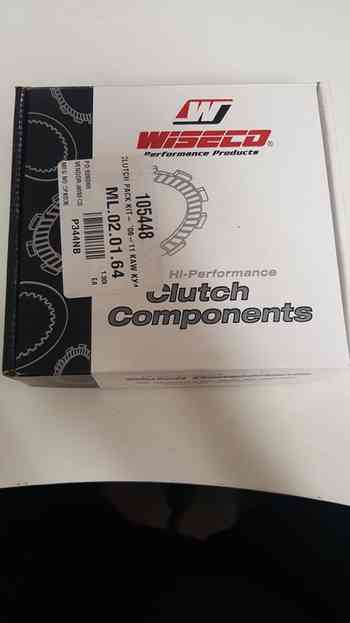 W
WISECO®
Performance Products
Hi-Performance
Clutch
Components
105448
CLUTCH PACK KIT - '06-11 KAW KX*
ML.02.01.64
P344NB
EA